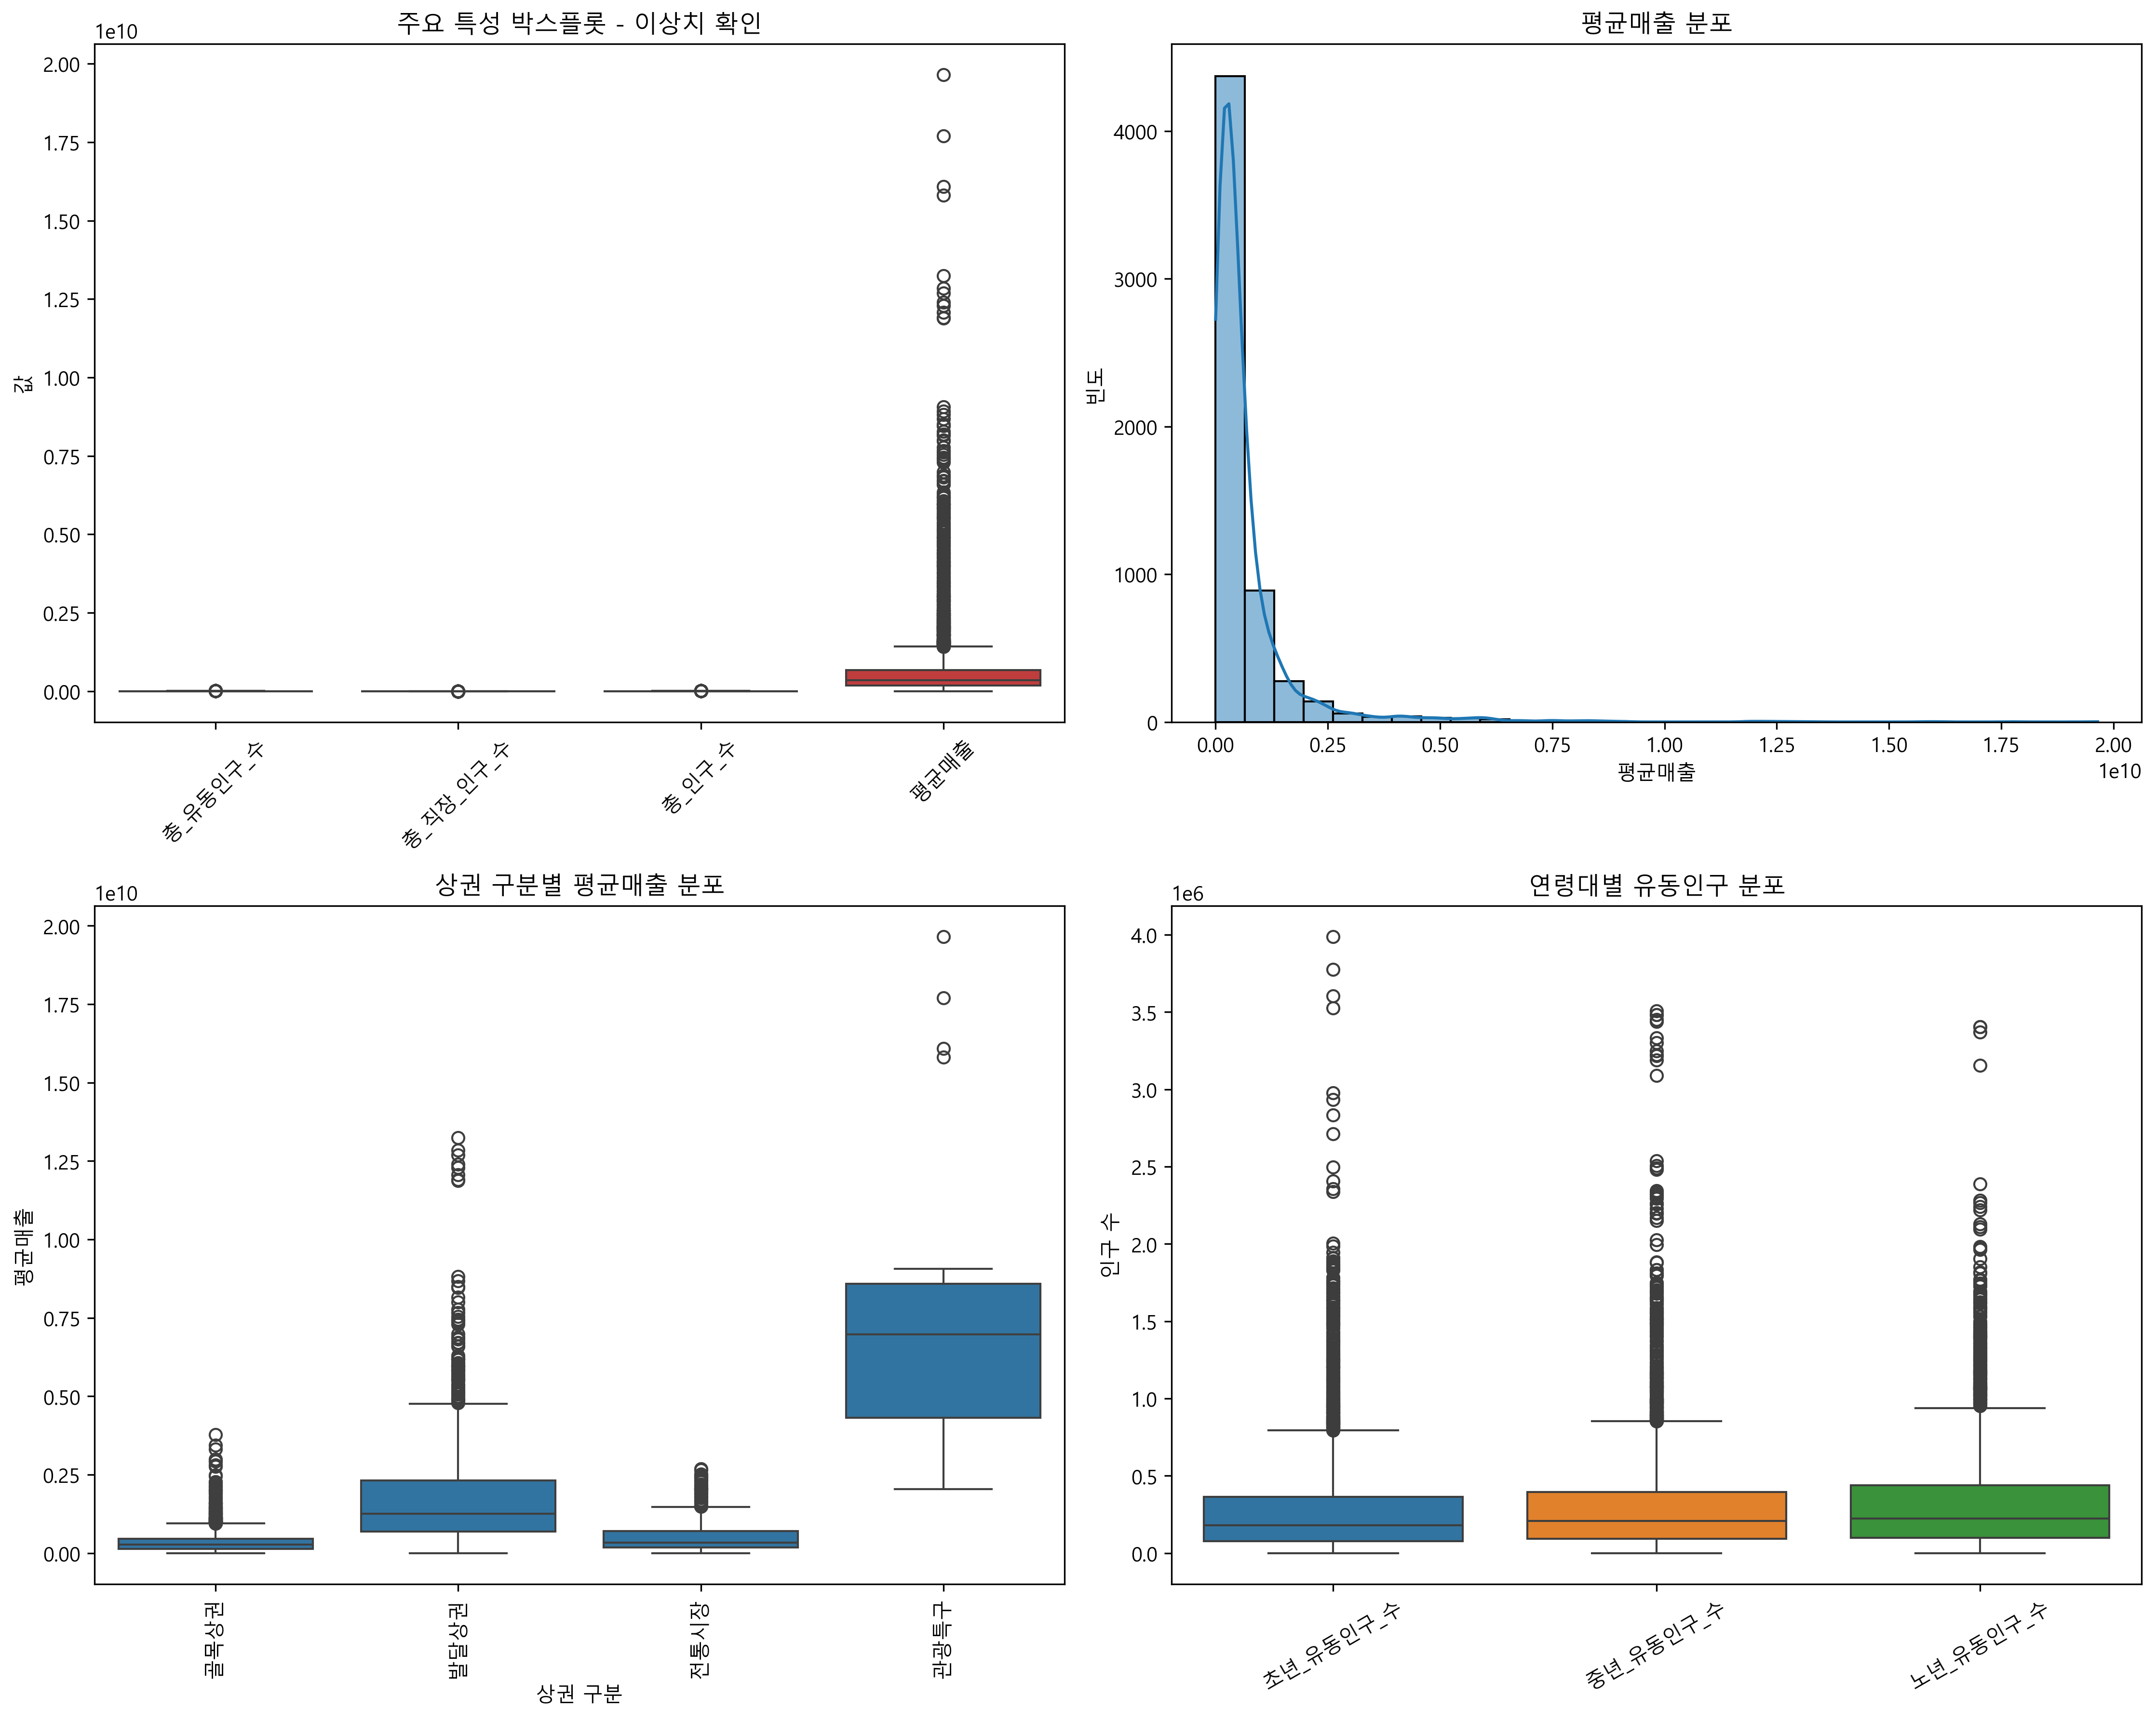 주요 특성 박스플롯 - 이상치 확인
1e10
2.00
1.75
1.50
1.25
1.00
0.75
0.50
0.25
0.00
값
총_유동인구_수
총_직장_인구_수
총_인구_수
평균매출
평균매출 분포
4000
3000
2000
1000
0
빈도
0.00 0.25 0.50 0.75 1.00 1.25 1.50 1.75 2.00
1e10
평균매출
상권 구분별 평균매출 분포
1e10
2.00
1.75
1.50
1.25
1.00
0.75
0.50
0.25
0.00
평균매출
골목상권
발달상권
전통시장
관광특구
상권 구분
연령대별 유동인구 분포
1e6
4.0
3.5
3.0
2.5
2.0
1.5
1.0
0.5
0.0
인구 수
초년_유동인구_수
중년_유동인구_수
노년_유동인구_수